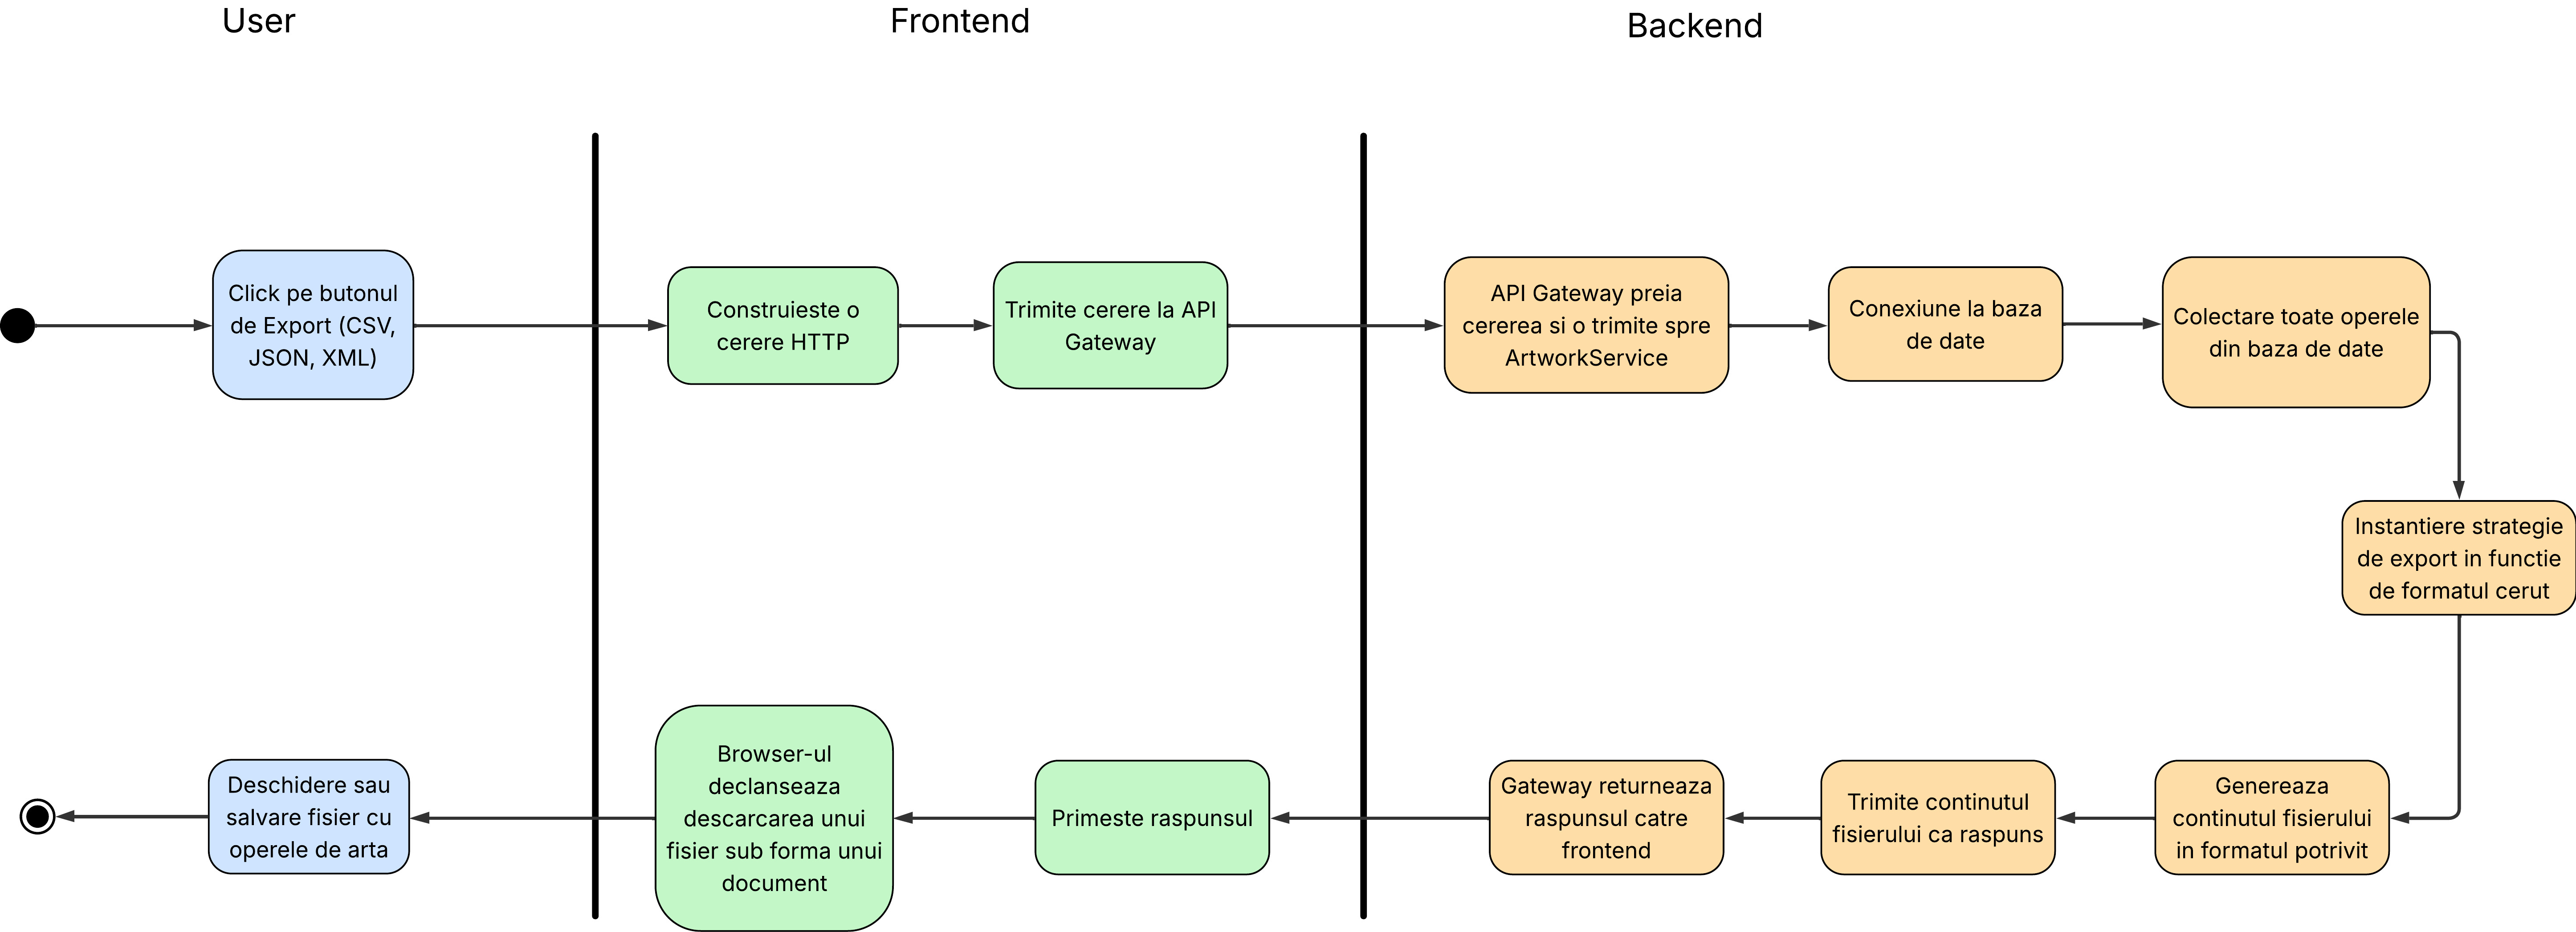 User
Frontend
Backend
Click pe butonul
de Export (CSV,
JSON, XML)
Construieste o
cerere HTTP
Trimite cerere la API
Gateway
API Gateway preia
cererea si o trimite spre
ArtworkService
Conexiune la baza
de date
Colectare toate operele
din baza de date
Instantiere strategie
de export in functie
de formatul cerut
Genereaza
continutul fisierului
in formatul potrivit
Trimite continutul
fisierului ca raspuns
Gateway returneaza
raspunsul catre
frontend
Primeste raspunsul
Browser-ul
declanseaza
descarcarea unui
fisier sub forma unui
document
Deschidere sau
salvare fisier cu
operele de arta